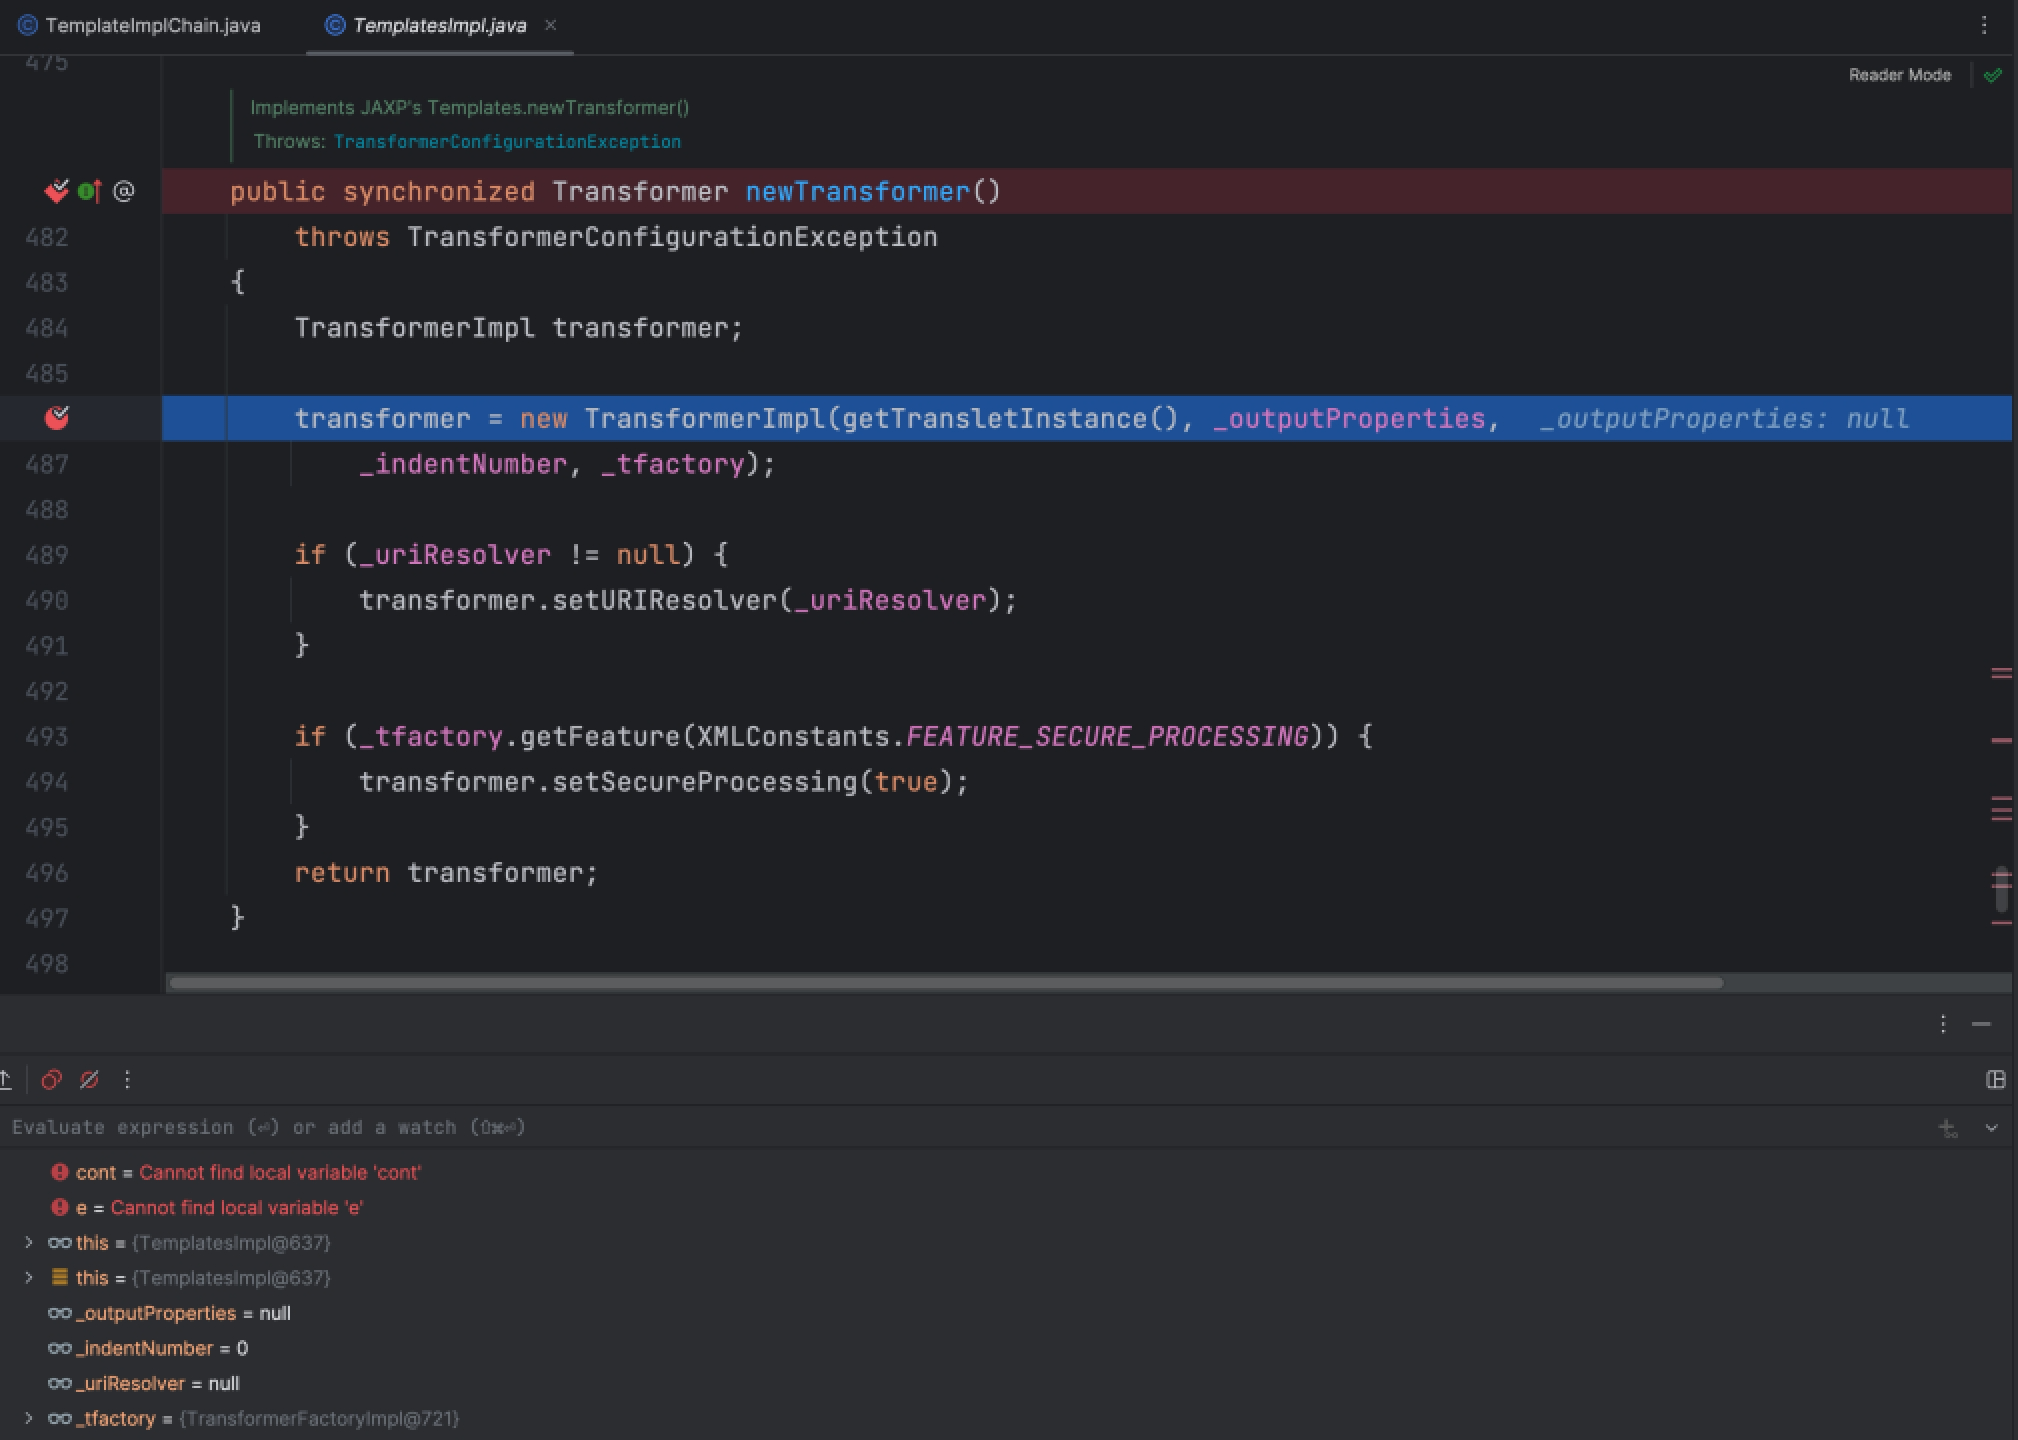 TemplateImplChain.java
TemplatesImpl.java
475
Reader Mode
Implements JAXP's Templates.newTransformer()
Throws: TransformerConfigurationException
public synchronized Transformer newTransformer()
482 throws TransformerConfigurationException
483 {
484 TransformerImpl transformer;
485
transformer = new TransformerImpl(getTransletInstance(), _outputProperties, _outputProperties: null
487 _indentNumber, _tfactory);
488
489 if (_uriResolver != null) {
490 transformer.setURIResolver(_uriResolver);
491 }
492
493 if (_tfactory.getFeature(XMLConstants.FEATURE_SECURE_PROCESSING)) {
494 transformer.setSecureProcessing(true);
495 }
496 return transformer;
497 }
498
Evaluate expression (⏎) or add a watch (⇧⌘⏎)
cont = Cannot find local variable 'cont'
e = Cannot find local variable 'e'
this = {TemplatesImpl@637}
this = {TemplatesImpl@637}
_outputProperties = null
_indentNumber = 0
_uriResolver = null
_tfactory = {TransformerFactoryImpl@721}